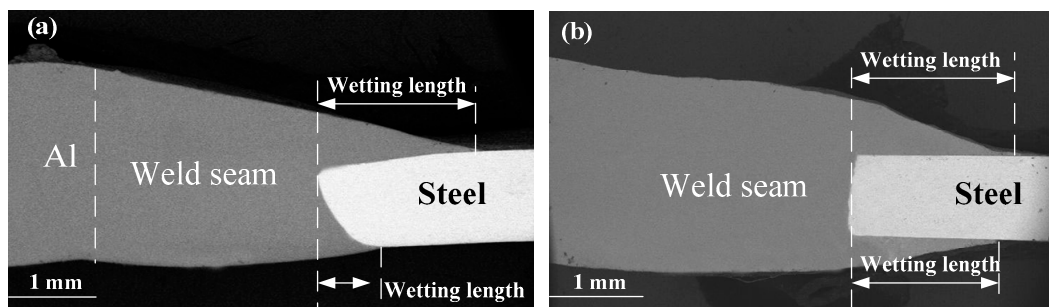 (a)
Wetting length
Al
Weld seam
Steel
1 mm
Wetting length
(b)
Wetting length
Weld seam
Steel
Wetting length
1 mm